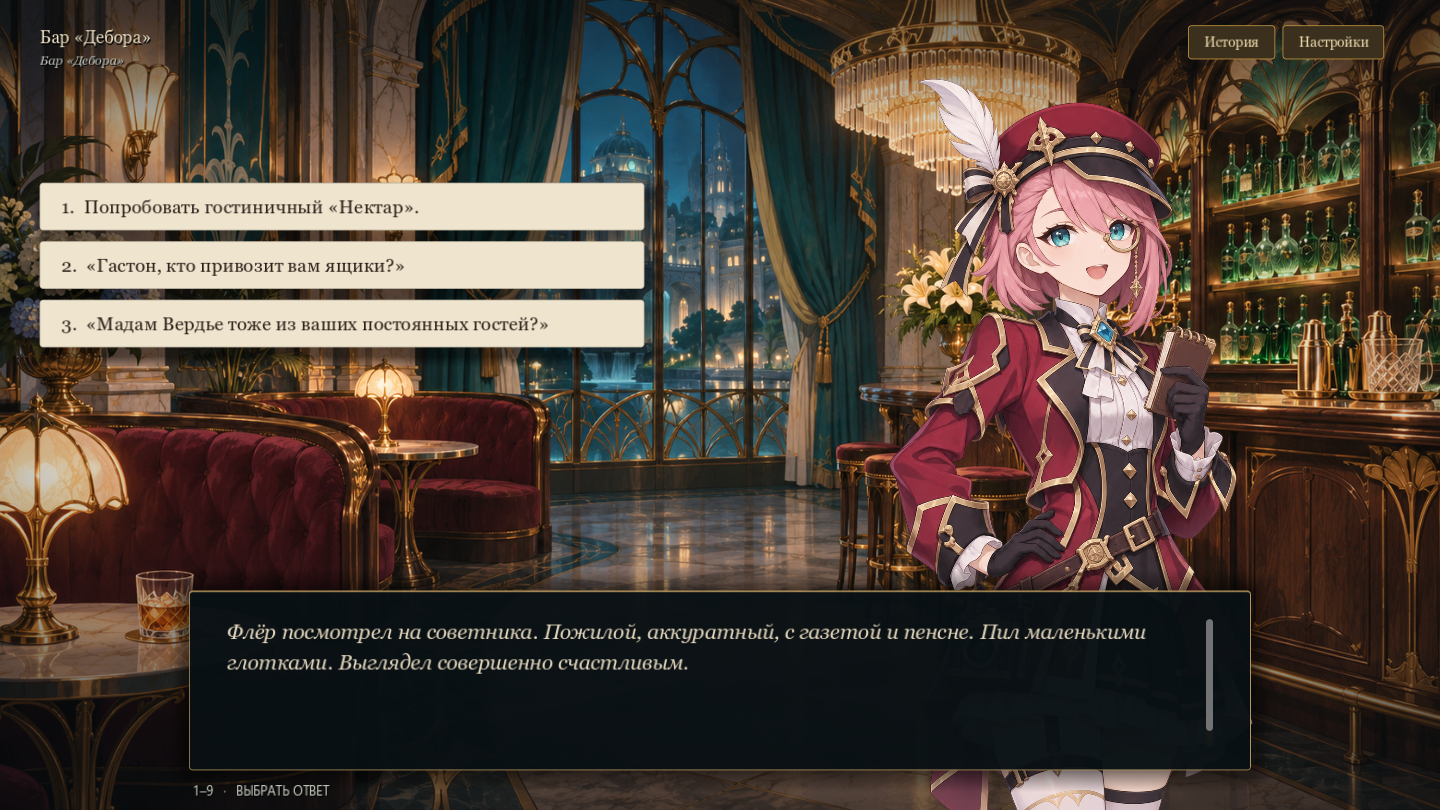 Бар «Дебора»
Бар «Дебора»
История
Настройки
1. Попробовать гостиничный «Нектар».
2. «Гастон, кто привозит вам ящики?»
3. «Мадам Вердье тоже из ваших постоянных гостей?»
Флёр посмотрел на советника. Пожилой, аккуратный, с газетой и пенсне. Пил маленькими
глотками. Выглядел совершенно счастливым.
1–9 · ВЫБРАТЬ ОТВЕТ